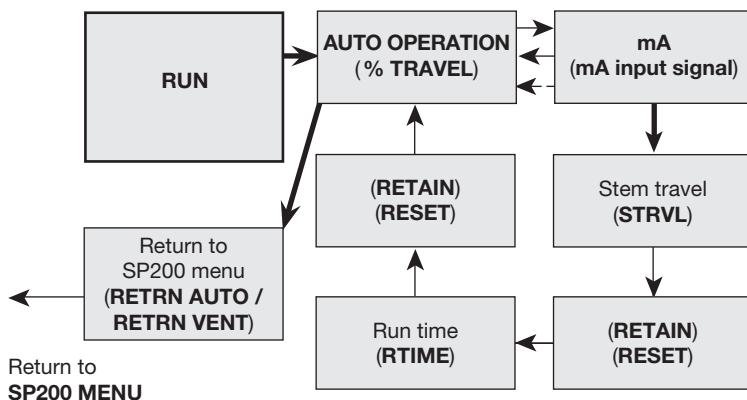 RUN
AUTO OPERATION
(% TRAVEL)
mA
(mA input signal)
(RETAIN)
(RESET)
Stem travel
(STRVL)
Return to
SP200 menu
(RETRN AUTO /
RETRN VENT)
Run time
(RTIME)
(RETAIN)
(RESET)
Return to
SP200 MENU